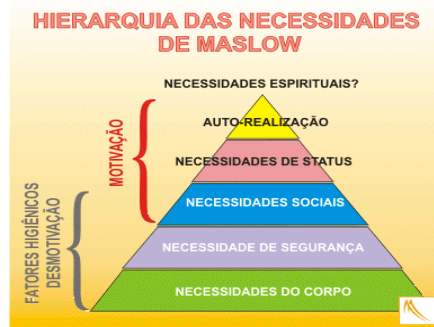 HIERARQUIA DAS NECESSIDADES
DE MASLOW
NECESSIDADES ESPIRITUAIS?
AUTO-REALIZAÇÃO
NECESSIDADES DE STATUS
NECESSIDADES SOCIAIS
NECESSIDADE DE SEGURANÇA
NECESSIDADES DO CORPO
MOTIVAÇÃO
FATORES HIGIÊNICOS
DESMOTIVAÇÃO